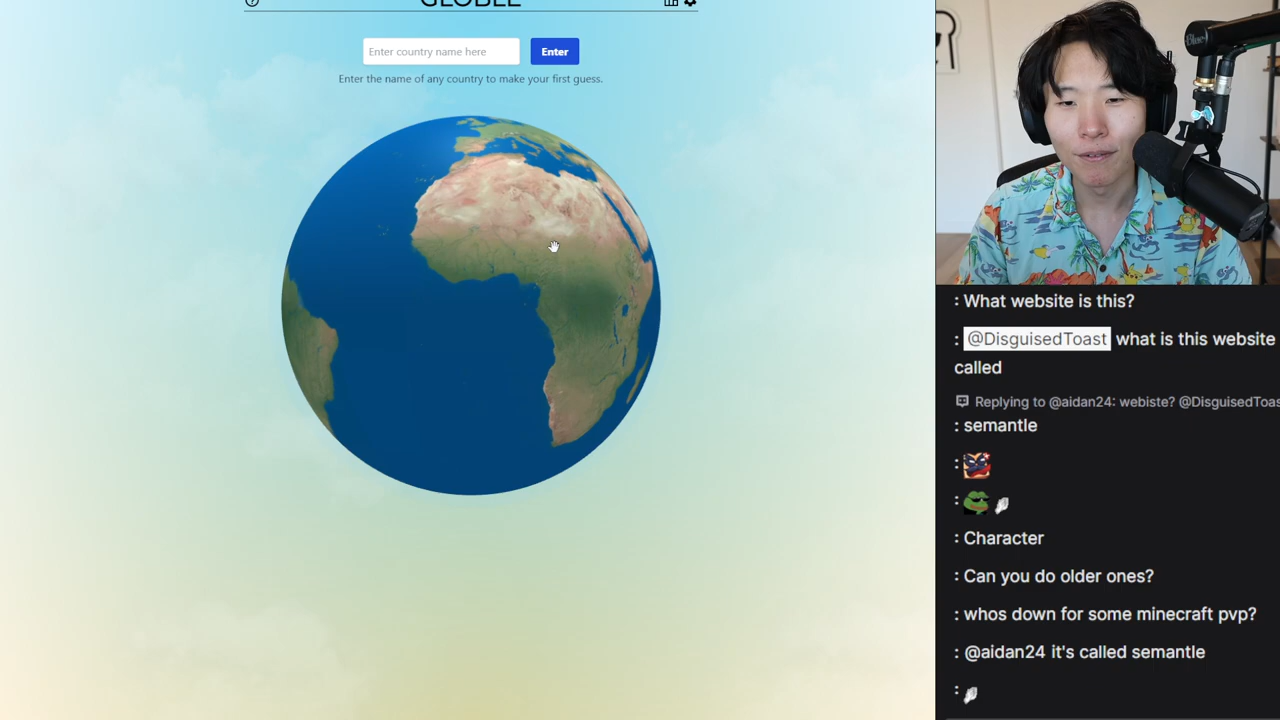 GLOBLE
Enter country name here
Enter
Enter the name of any country to make your first guess.
Blue
: What website is this?
: @DisguisedToast what is this website
called
Replying to @aidan24: webiste? @DisguisedToas
: semantle
:
:
: Character
: Can you do older ones?
: whos down for some minecraft pvp?
: @aidan24 it's called semantle
: